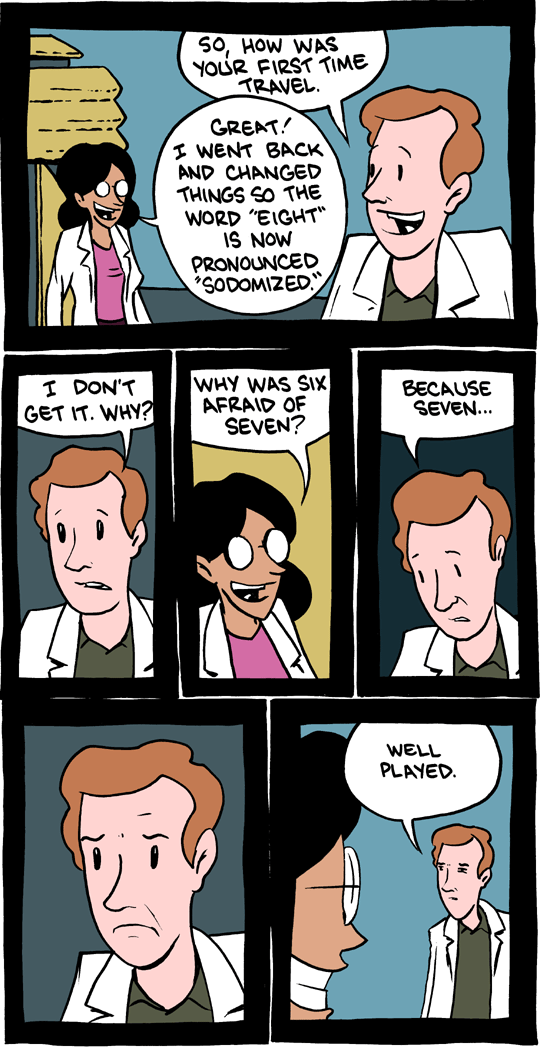 SO, HOW WAS
YOUR FIRST TIME
TRAVEL.
GREAT!
I WENT BACK
AND CHANGED
THINGS SO THE
WORD "EIGHT"
IS NOW
PRONOUNCED
"SODOMIZED."
I DON'T
GET IT. WHY?
WHY WAS SIX
AFRAID OF
SEVEN?
BECAUSE
SEVEN...
WELL
PLAYED.